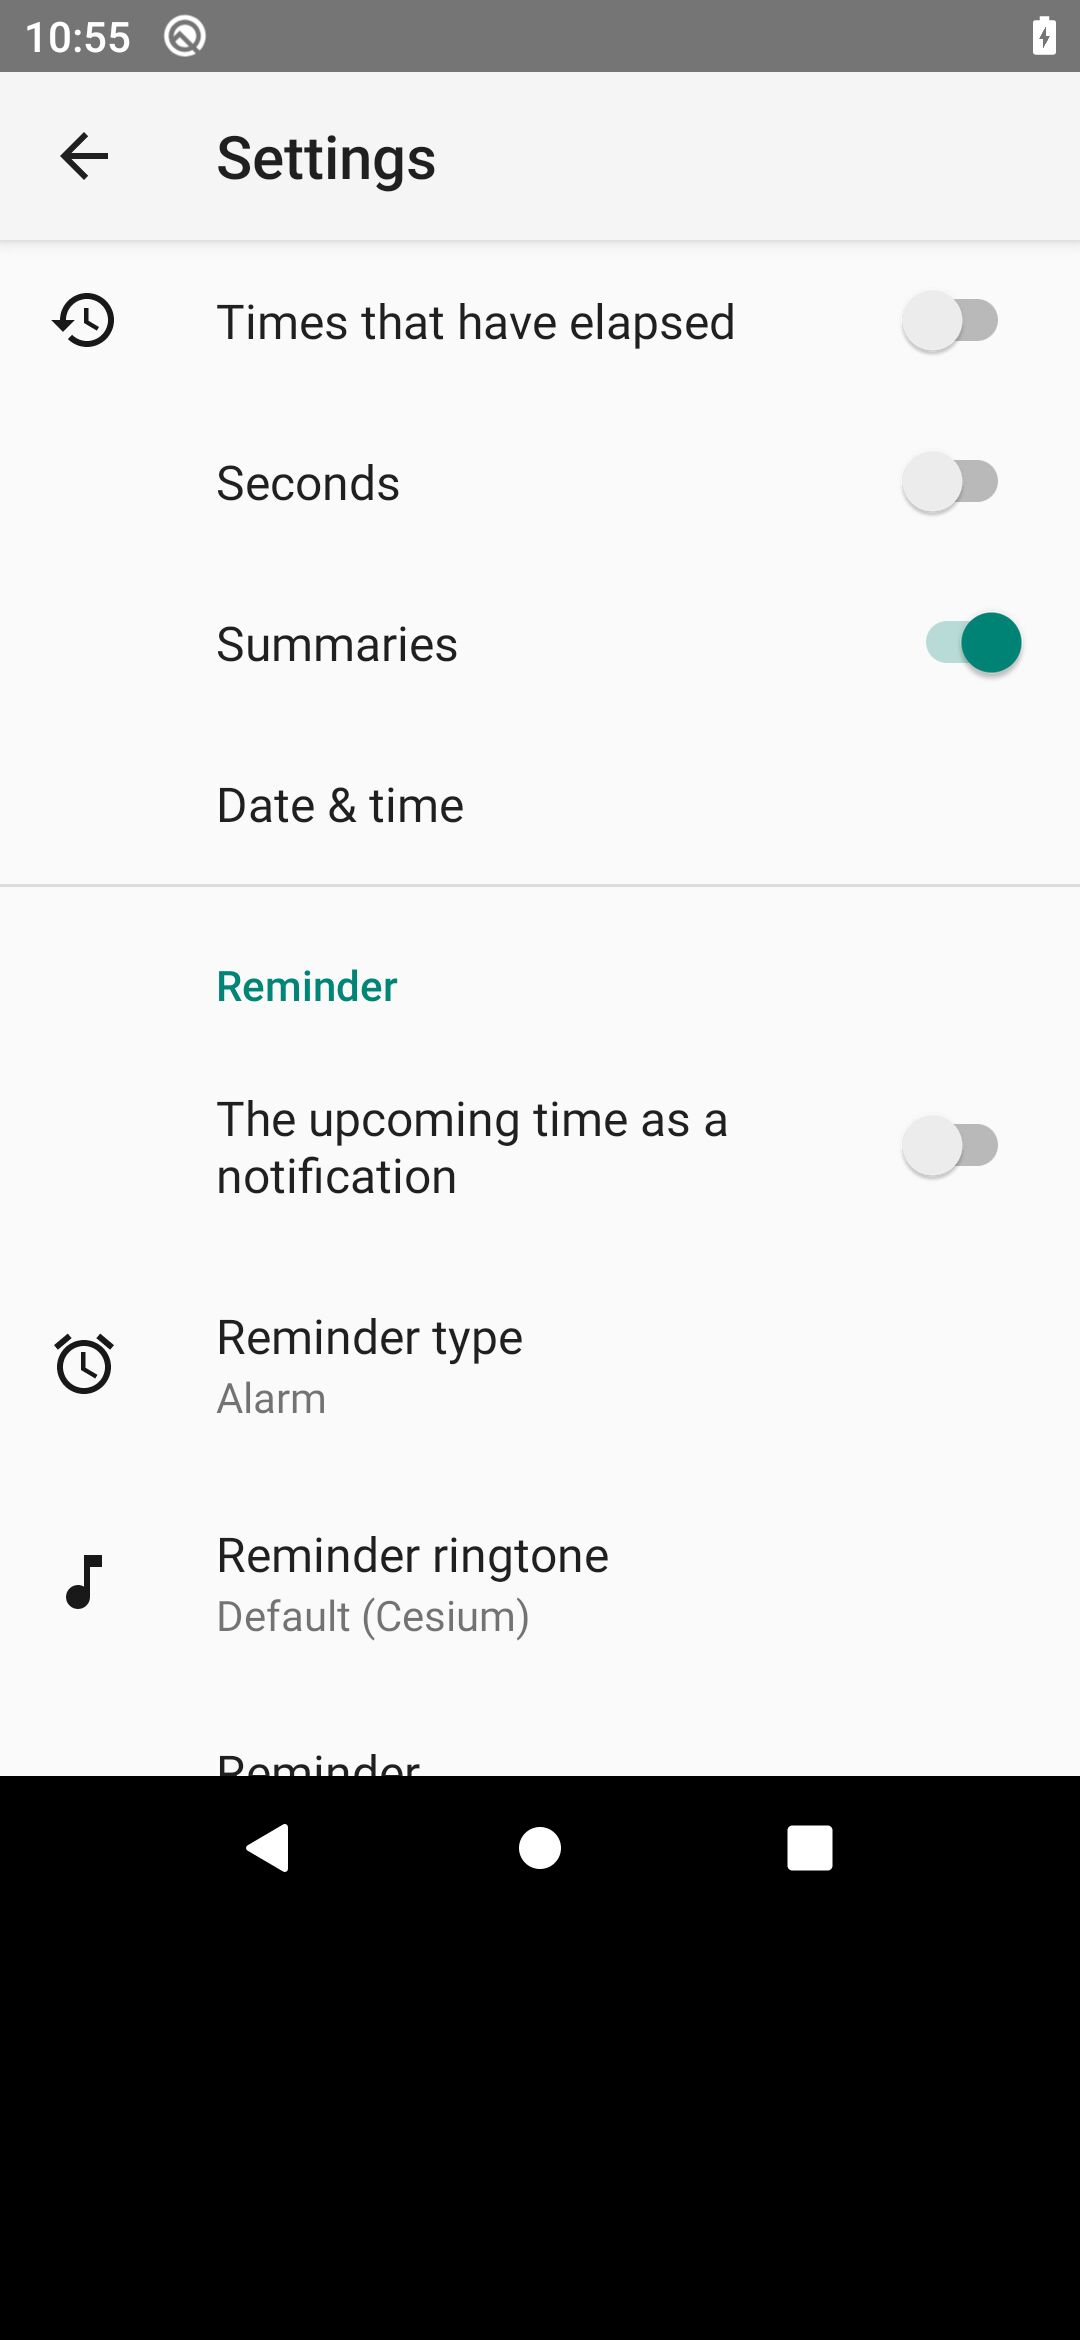 10:55
Settings
Times that have elapsed
Seconds
Summaries
Date & time
Reminder
The upcoming time as a
notification
Reminder type
Alarm
Reminder ringtone
Default (Cesium)
Reminder